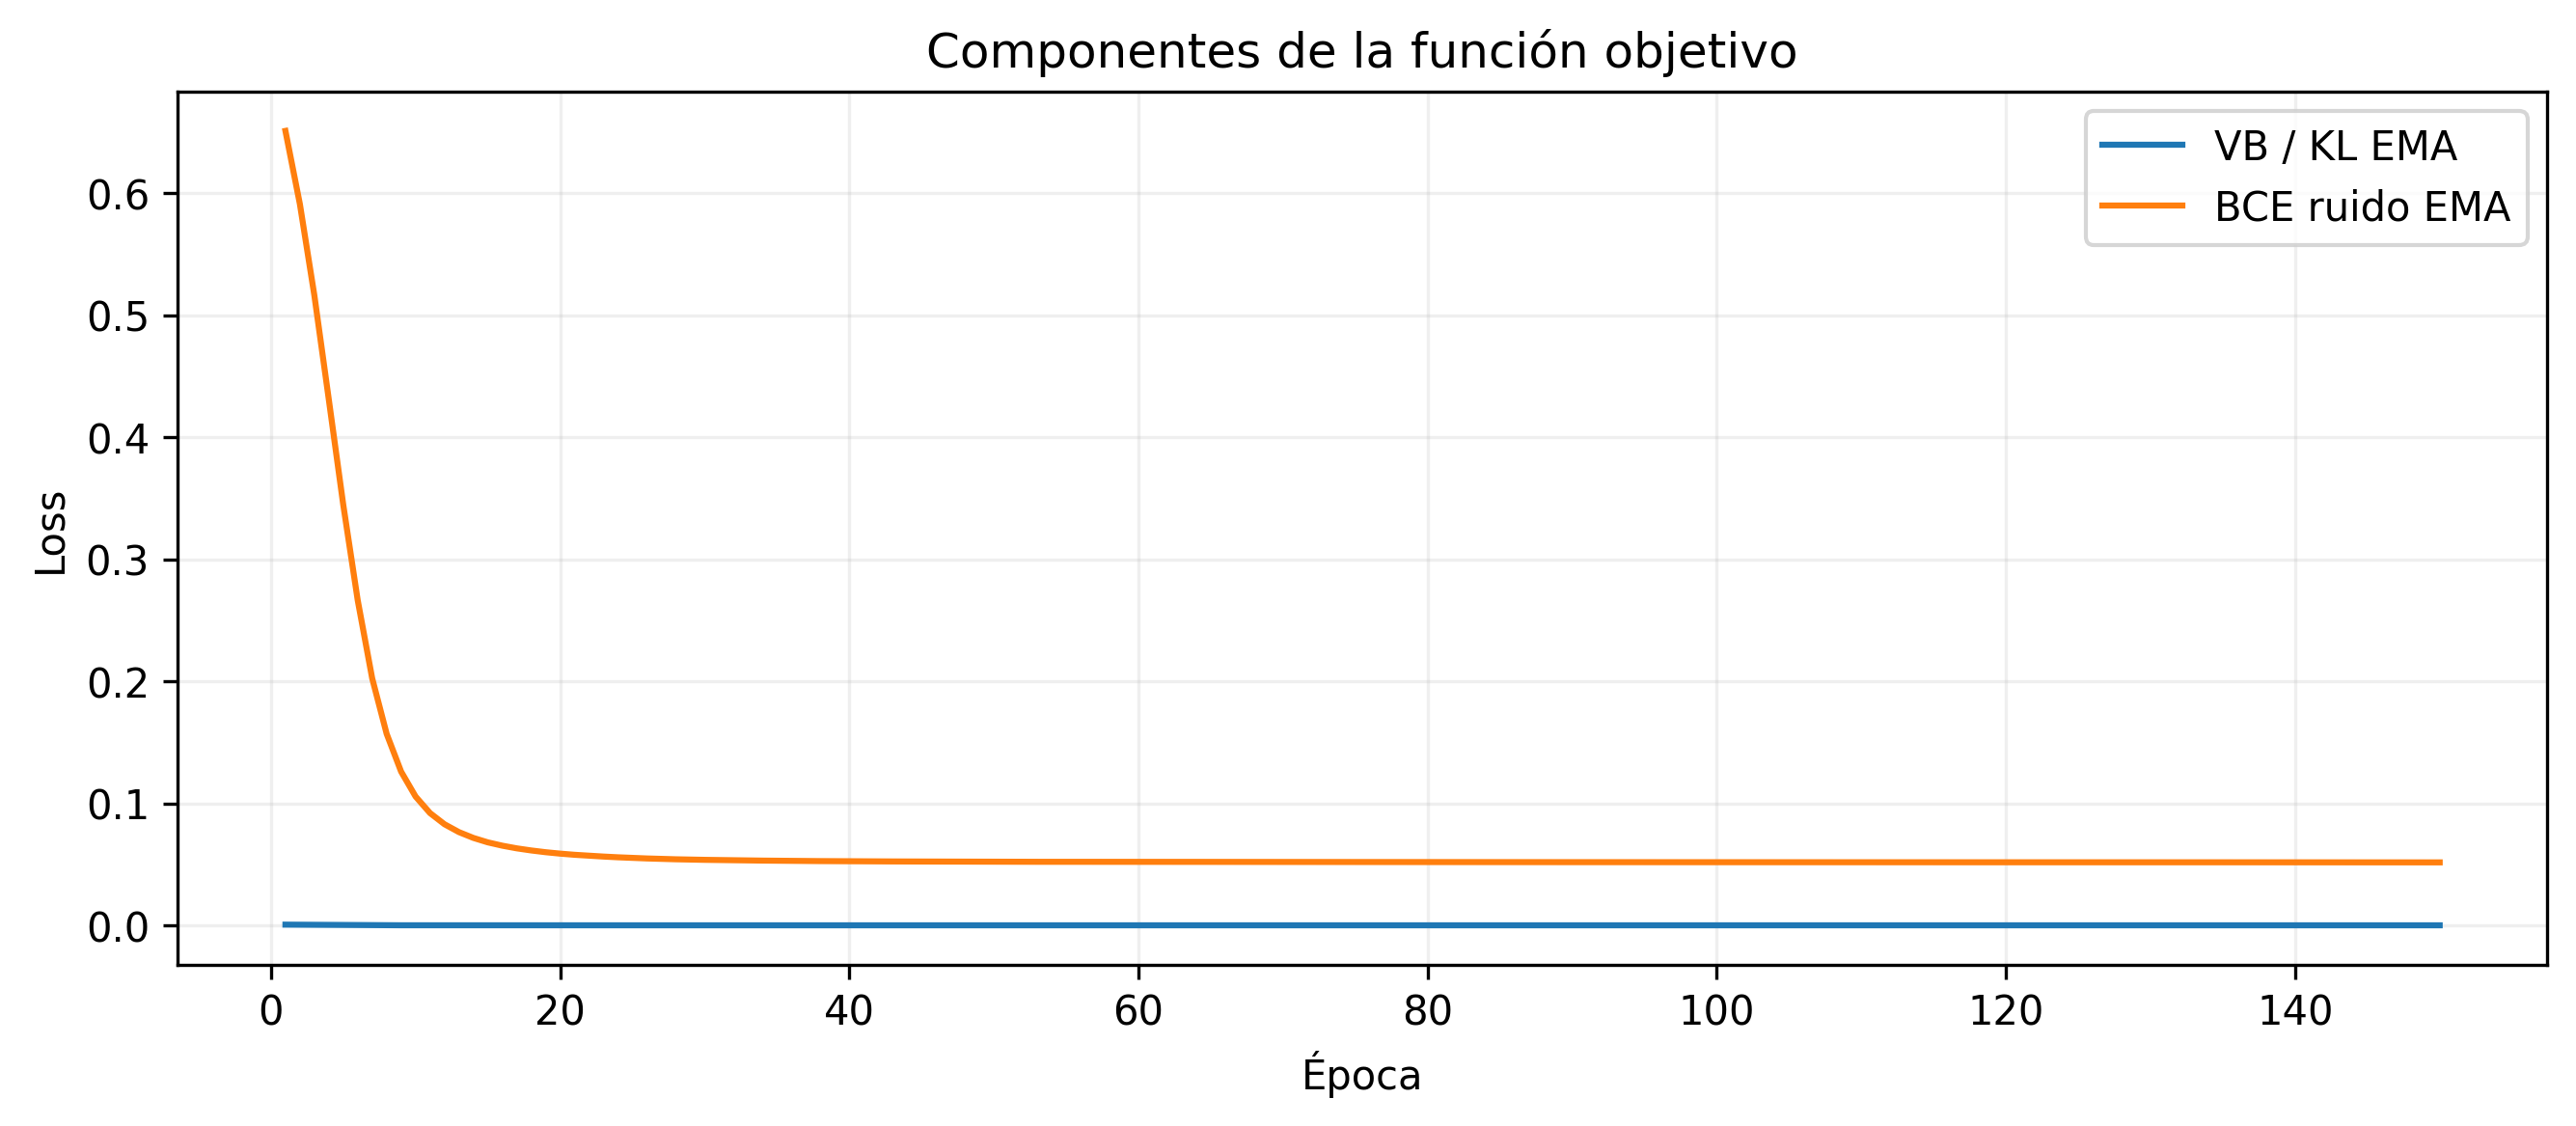 Componentes de la función objetivo
VB / KL EMA
BCE ruido EMA
0.6
0.5
0.4
0.3
0.2
0.1
0.0
Loss
0 20 40 60 80 100 120 140
Época